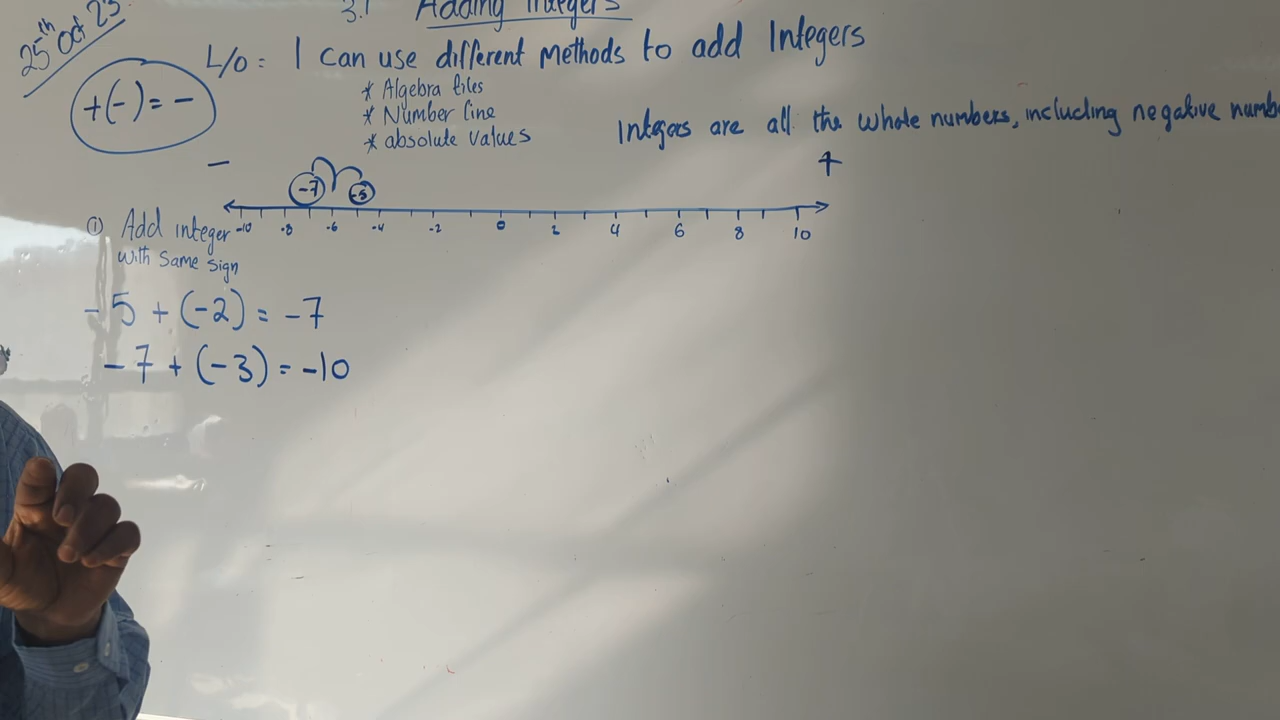 25th Oct 23
3.1 Adding Integers
L/O = I can use different methods to add Integers
+(-) = -
* Algebra tiles
* Number line
* absolute values
Integers are all the whole numbers, including negative numb
- +
-7 -5
-10 -8 -6 -4 -2 0 2 4 6 8 10
① Add integer
with same sign
-5 + (-2) = -7
-7 + (-3) = -10